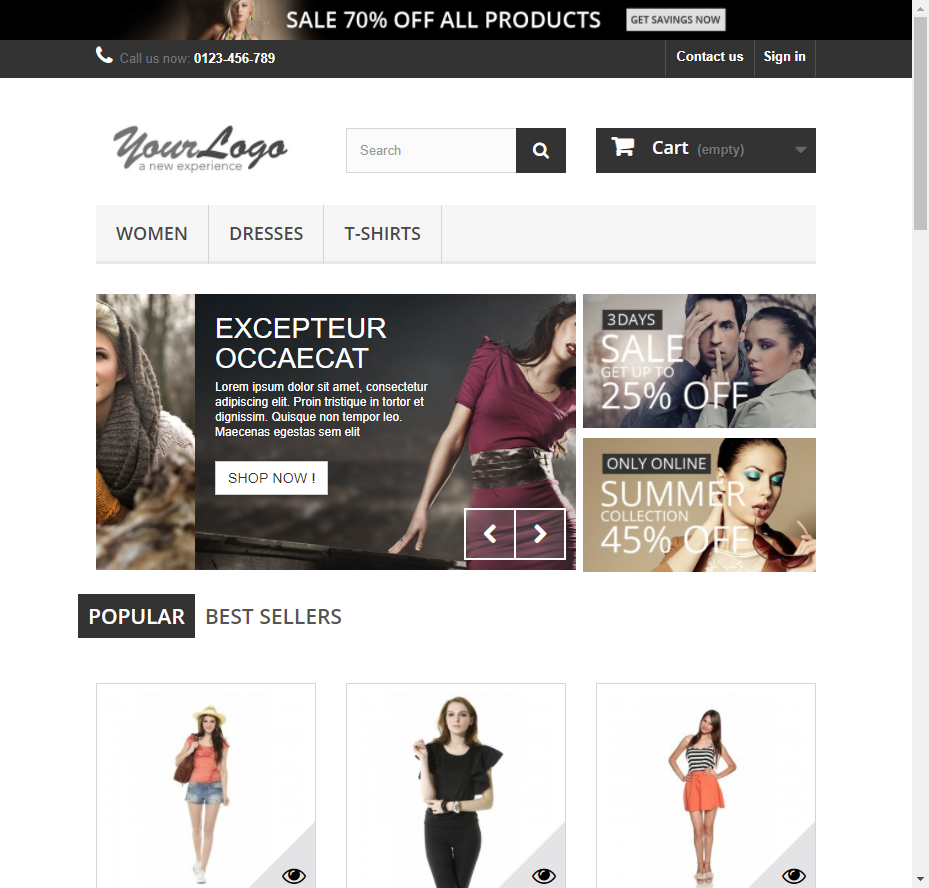 SALE 70% OFF ALL PRODUCTS GET SAVINGS NOW
Call us now: 0123-456-789 Contact us Sign in
YourLogo
a new experience
Search
Cart (empty)
WOMEN DRESSES T-SHIRTS
EXCEPTEUR
OCCAECAT
Lorem ipsum dolor sit amet, consectetur
adipiscing elit. Proin tristique in tortor et
dignissim. Quisque non tempor leo.
Maecenas egestas sem elit
SHOP NOW !
3 DAYS
SALE
GET UP TO
25% OFF
ONLY ONLINE
SUMMER
COLLECTION
45% OFF
POPULAR BEST SELLERS